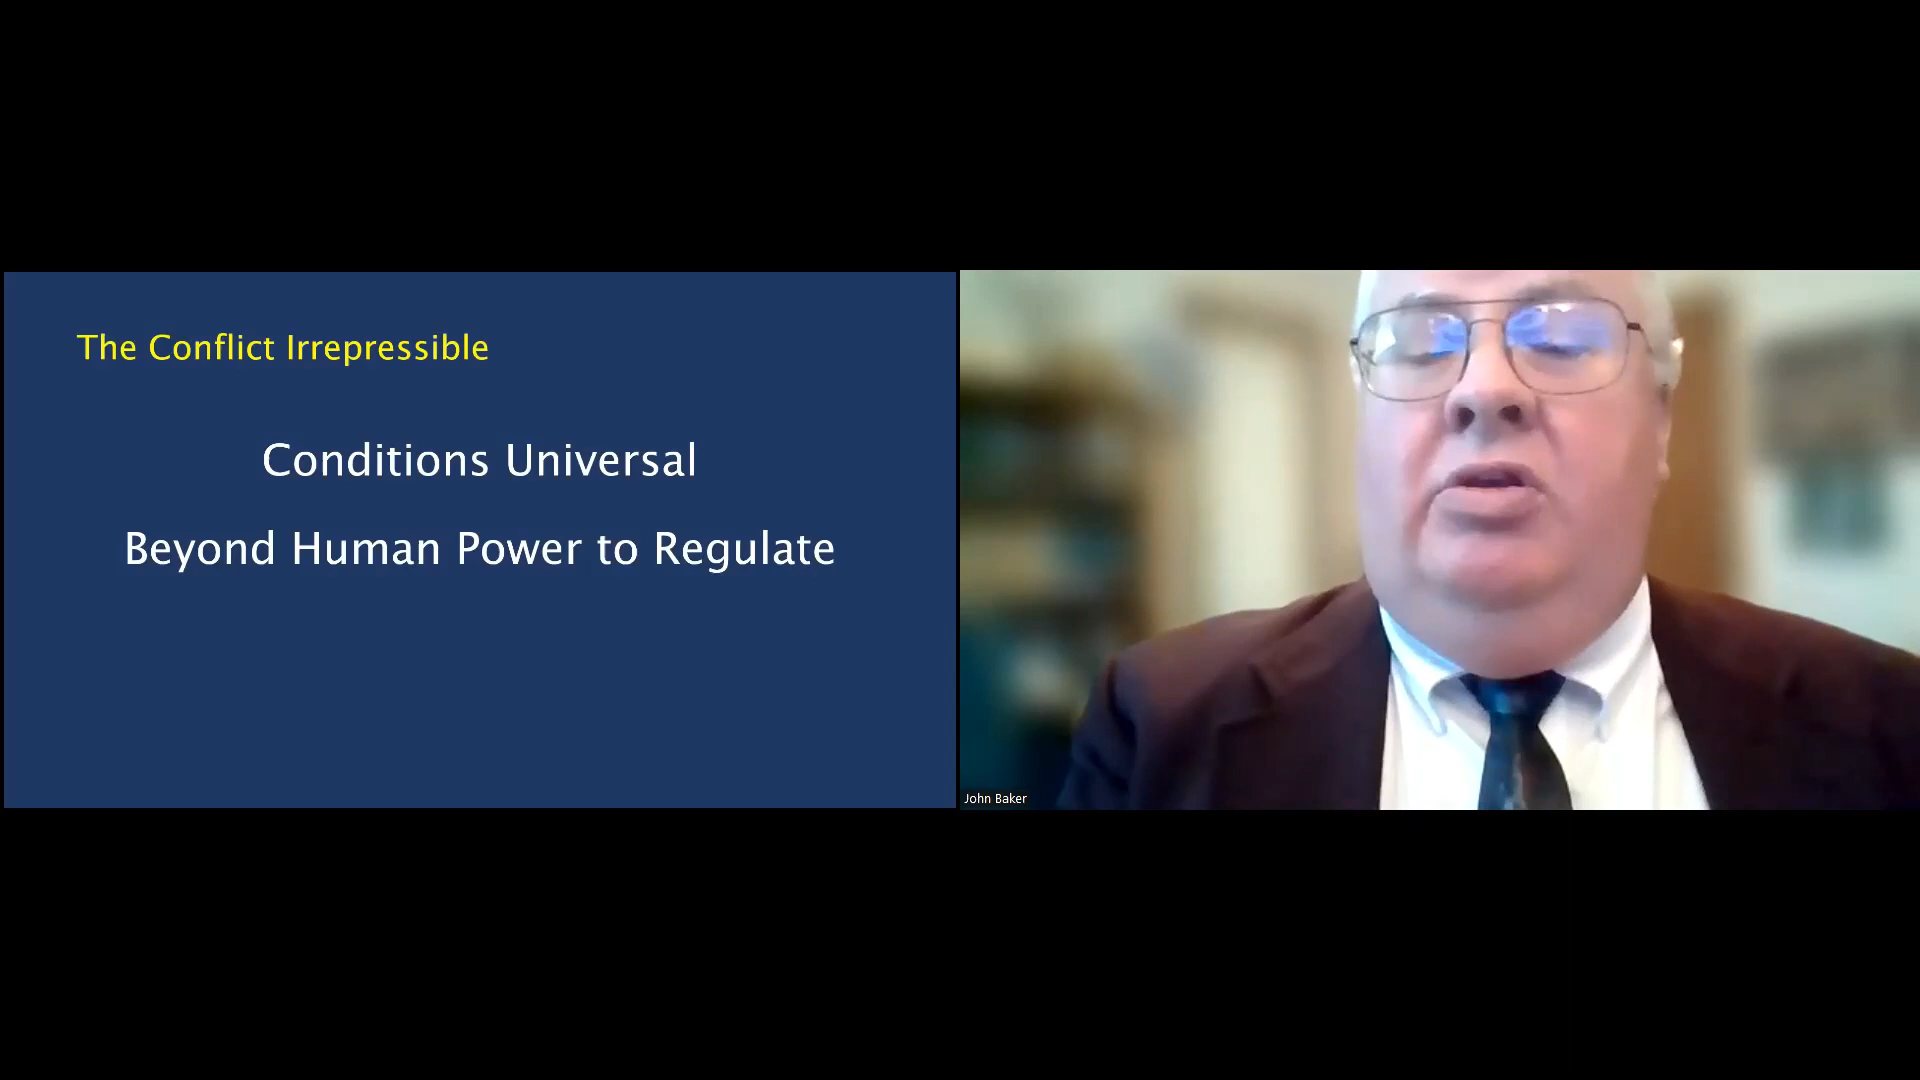 The Conflict Irrepressible
Conditions Universal
Beyond Human Power to Regulate
John Baker